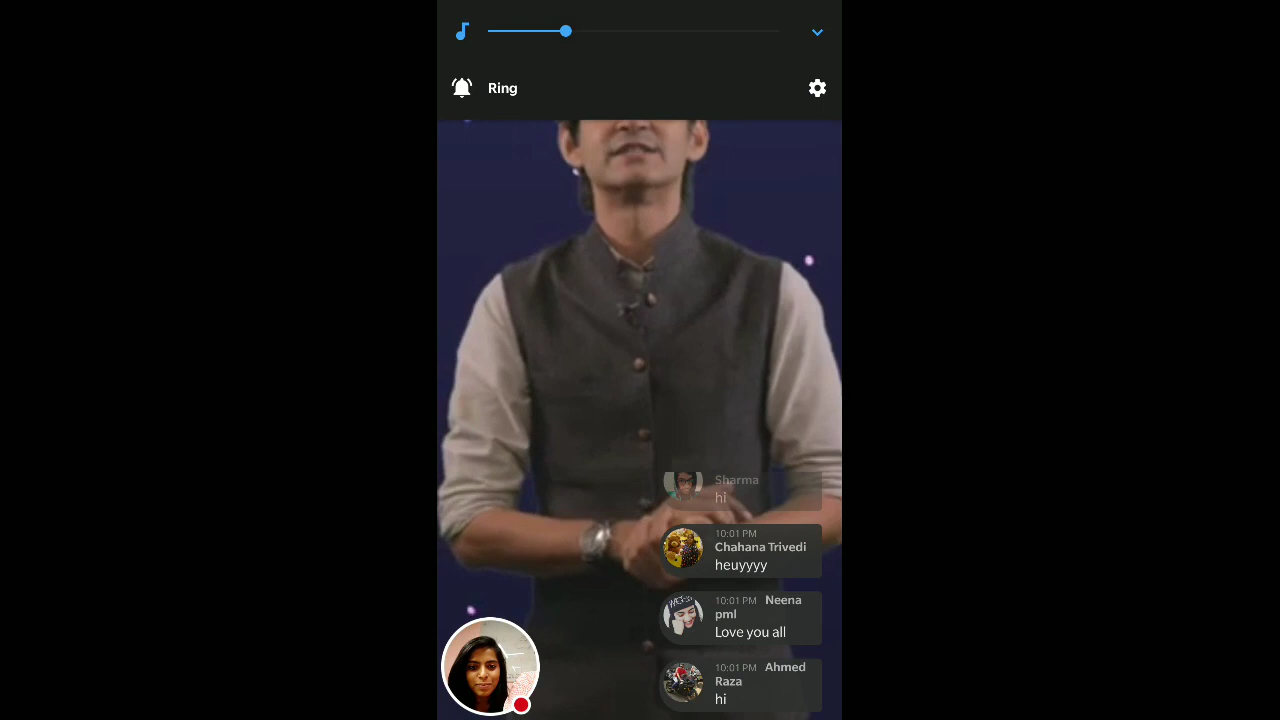 Ring
Sharma
hi
10:01 PM
Chahana Trivedi
heuyyyy
10:01 PM Neena
pml
Love you all
10:01 PM Ahmed
Raza
hi